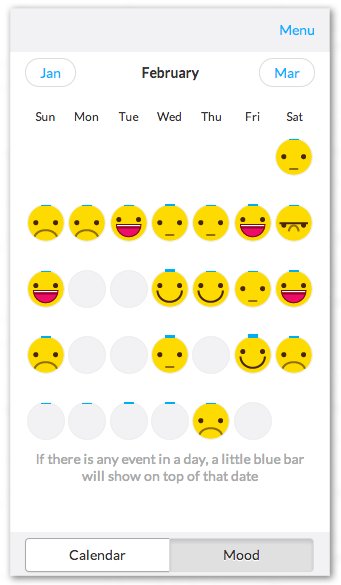 Menu
Jan February Mar
Sun Mon Tue Wed Thu Fri Sat
If there is any event in a day, a little blue bar
will show on top of that date
Calendar Mood